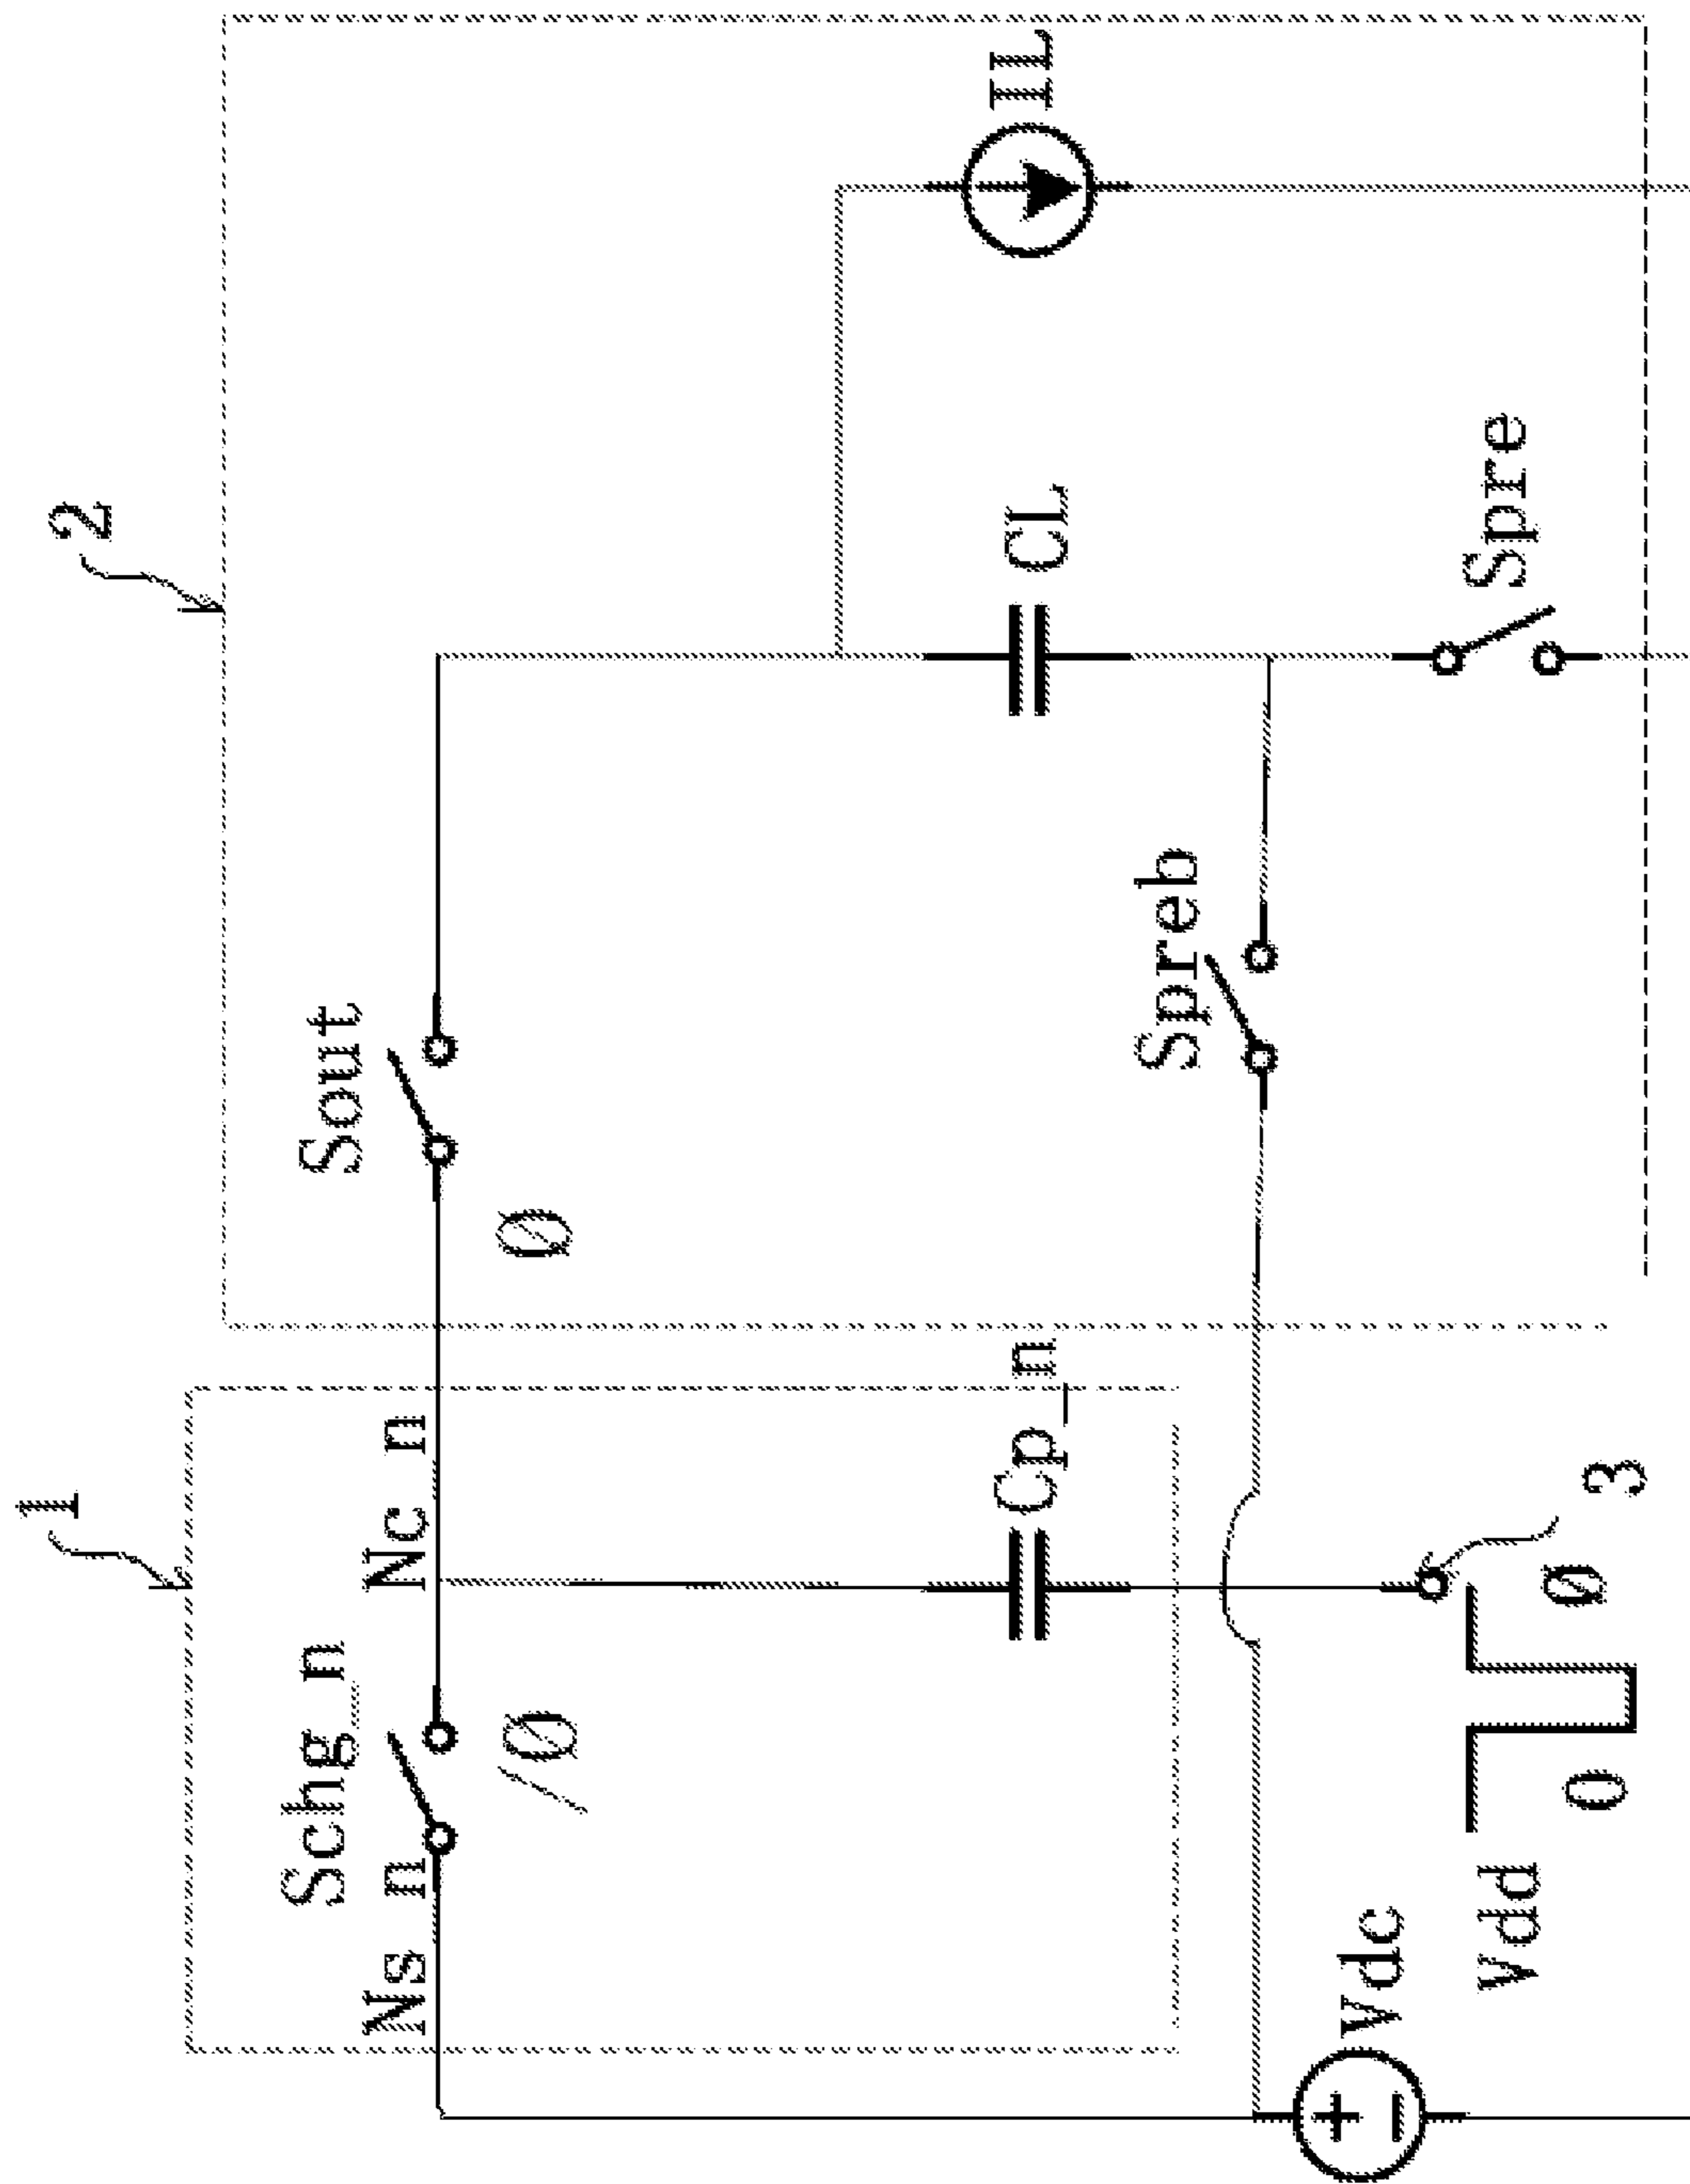 1
2
Schg_n
Sout
Ns_n
Nc_n
/Ø
Ø
Cp_n
CL
IL
Spreb
Vdc
Spre
Vdd
0
Ø
3